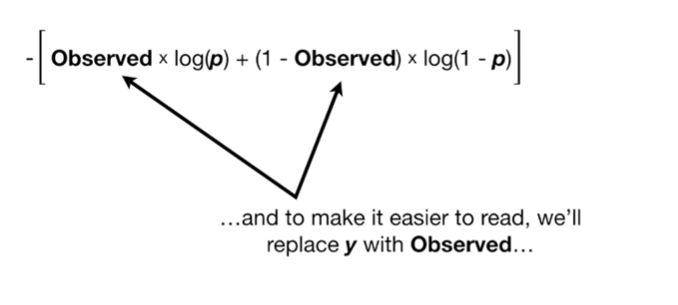 -[Observed × log(p) + (1 - Observed) × log(1 - p)]
…and to make it easier to read, we’ll
replace y with Observed…